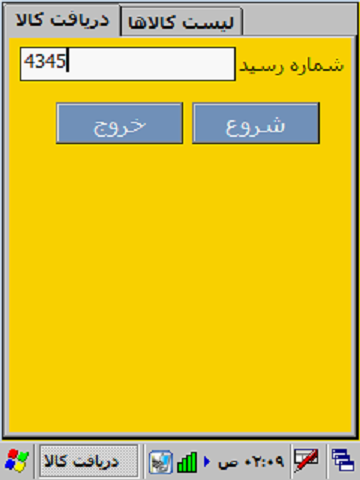 لیست کالاها
دریافت کالا
شماره رسید 4345
شروع
خروج
دریافت کالا
۰۲:۰۹ ص